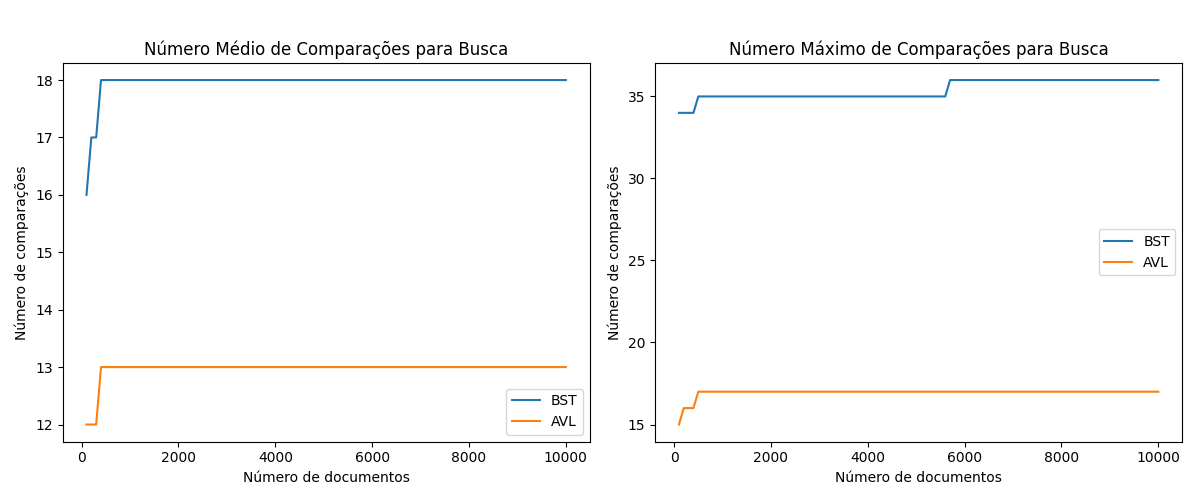 Número Médio de Comparações para Busca
Número de comparações
18
17
16
15
14
13
12
BST
AVL
0 2000 4000 6000 8000 10000
Número de documentos
Número Máximo de Comparações para Busca
Número de comparações
35
30
25
20
15
BST
AVL
0 2000 4000 6000 8000 10000
Número de documentos